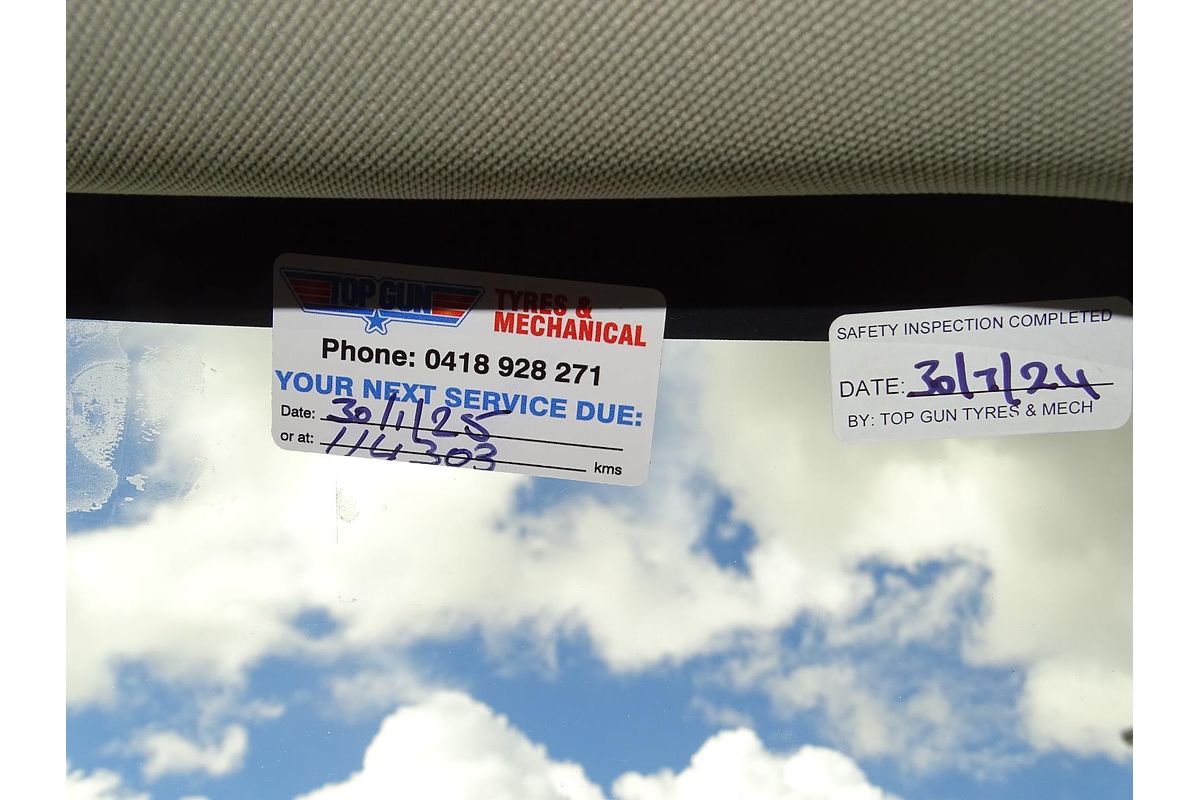 TOP GUN TYRES &
MECHANICAL
Phone: 0418 928 271
YOUR NEXT SERVICE DUE:
Date: 30/1/25
or at: 114303 kms
SAFETY INSPECTION COMPLETED
DATE: 30/7/24
BY: TOP GUN TYRES & MECH